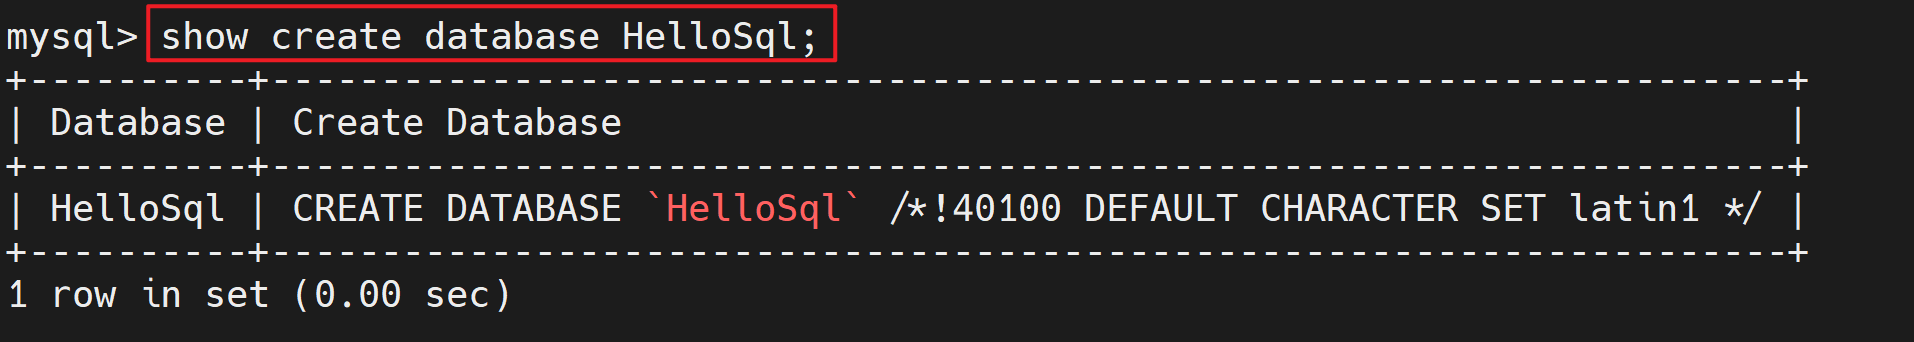 mysql> show create database HelloSql;
+----------+---------------------------------------------------------------------+
| Database | Create Database                                                     |
+----------+---------------------------------------------------------------------+
| HelloSql | CREATE DATABASE `HelloSql` /*!40100 DEFAULT CHARACTER SET latin1 */ |
+----------+---------------------------------------------------------------------+
1 row in set (0.00 sec)